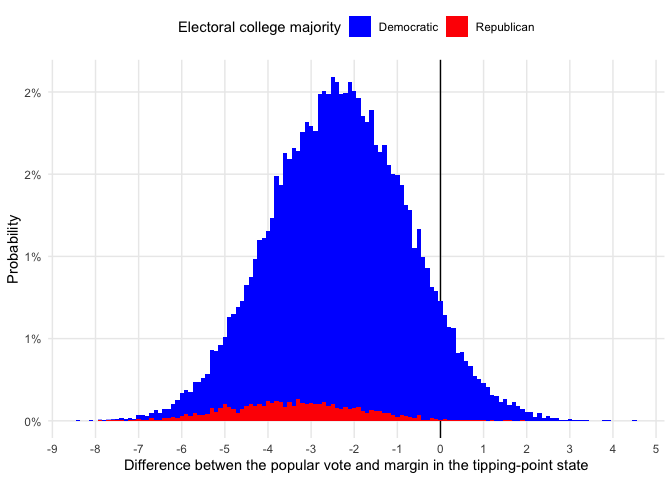 Electoral college majority Democratic Republican
Probability
2%
2%
1%
1%
0%
-9 -8 -7 -6 -5 -4 -3 -2 -1 0 1 2 3 4 5
Difference betwen the popular vote and margin in the tipping-point state